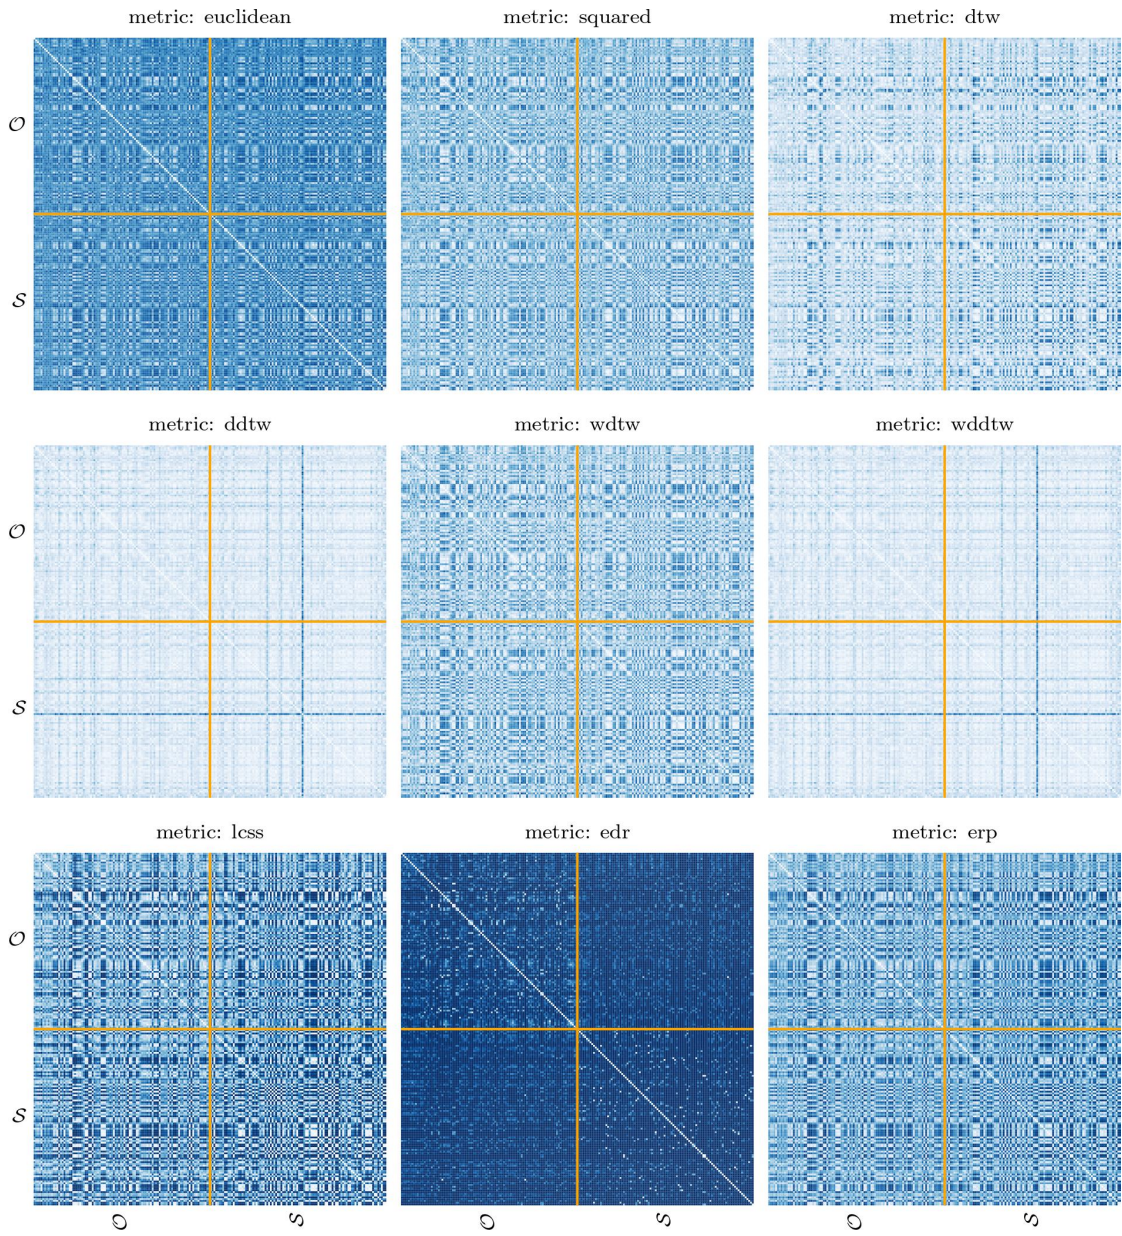 metric: euclidean
metric: squared
metric: dtw
𝒪
𝒮
metric: ddtw
metric: wdtw
metric: wddtw
𝒪
𝒮
metric: lcss
metric: edr
metric: erp
𝒪
𝒮
𝒪 𝒮 𝒪 𝒮 𝒪 𝒮